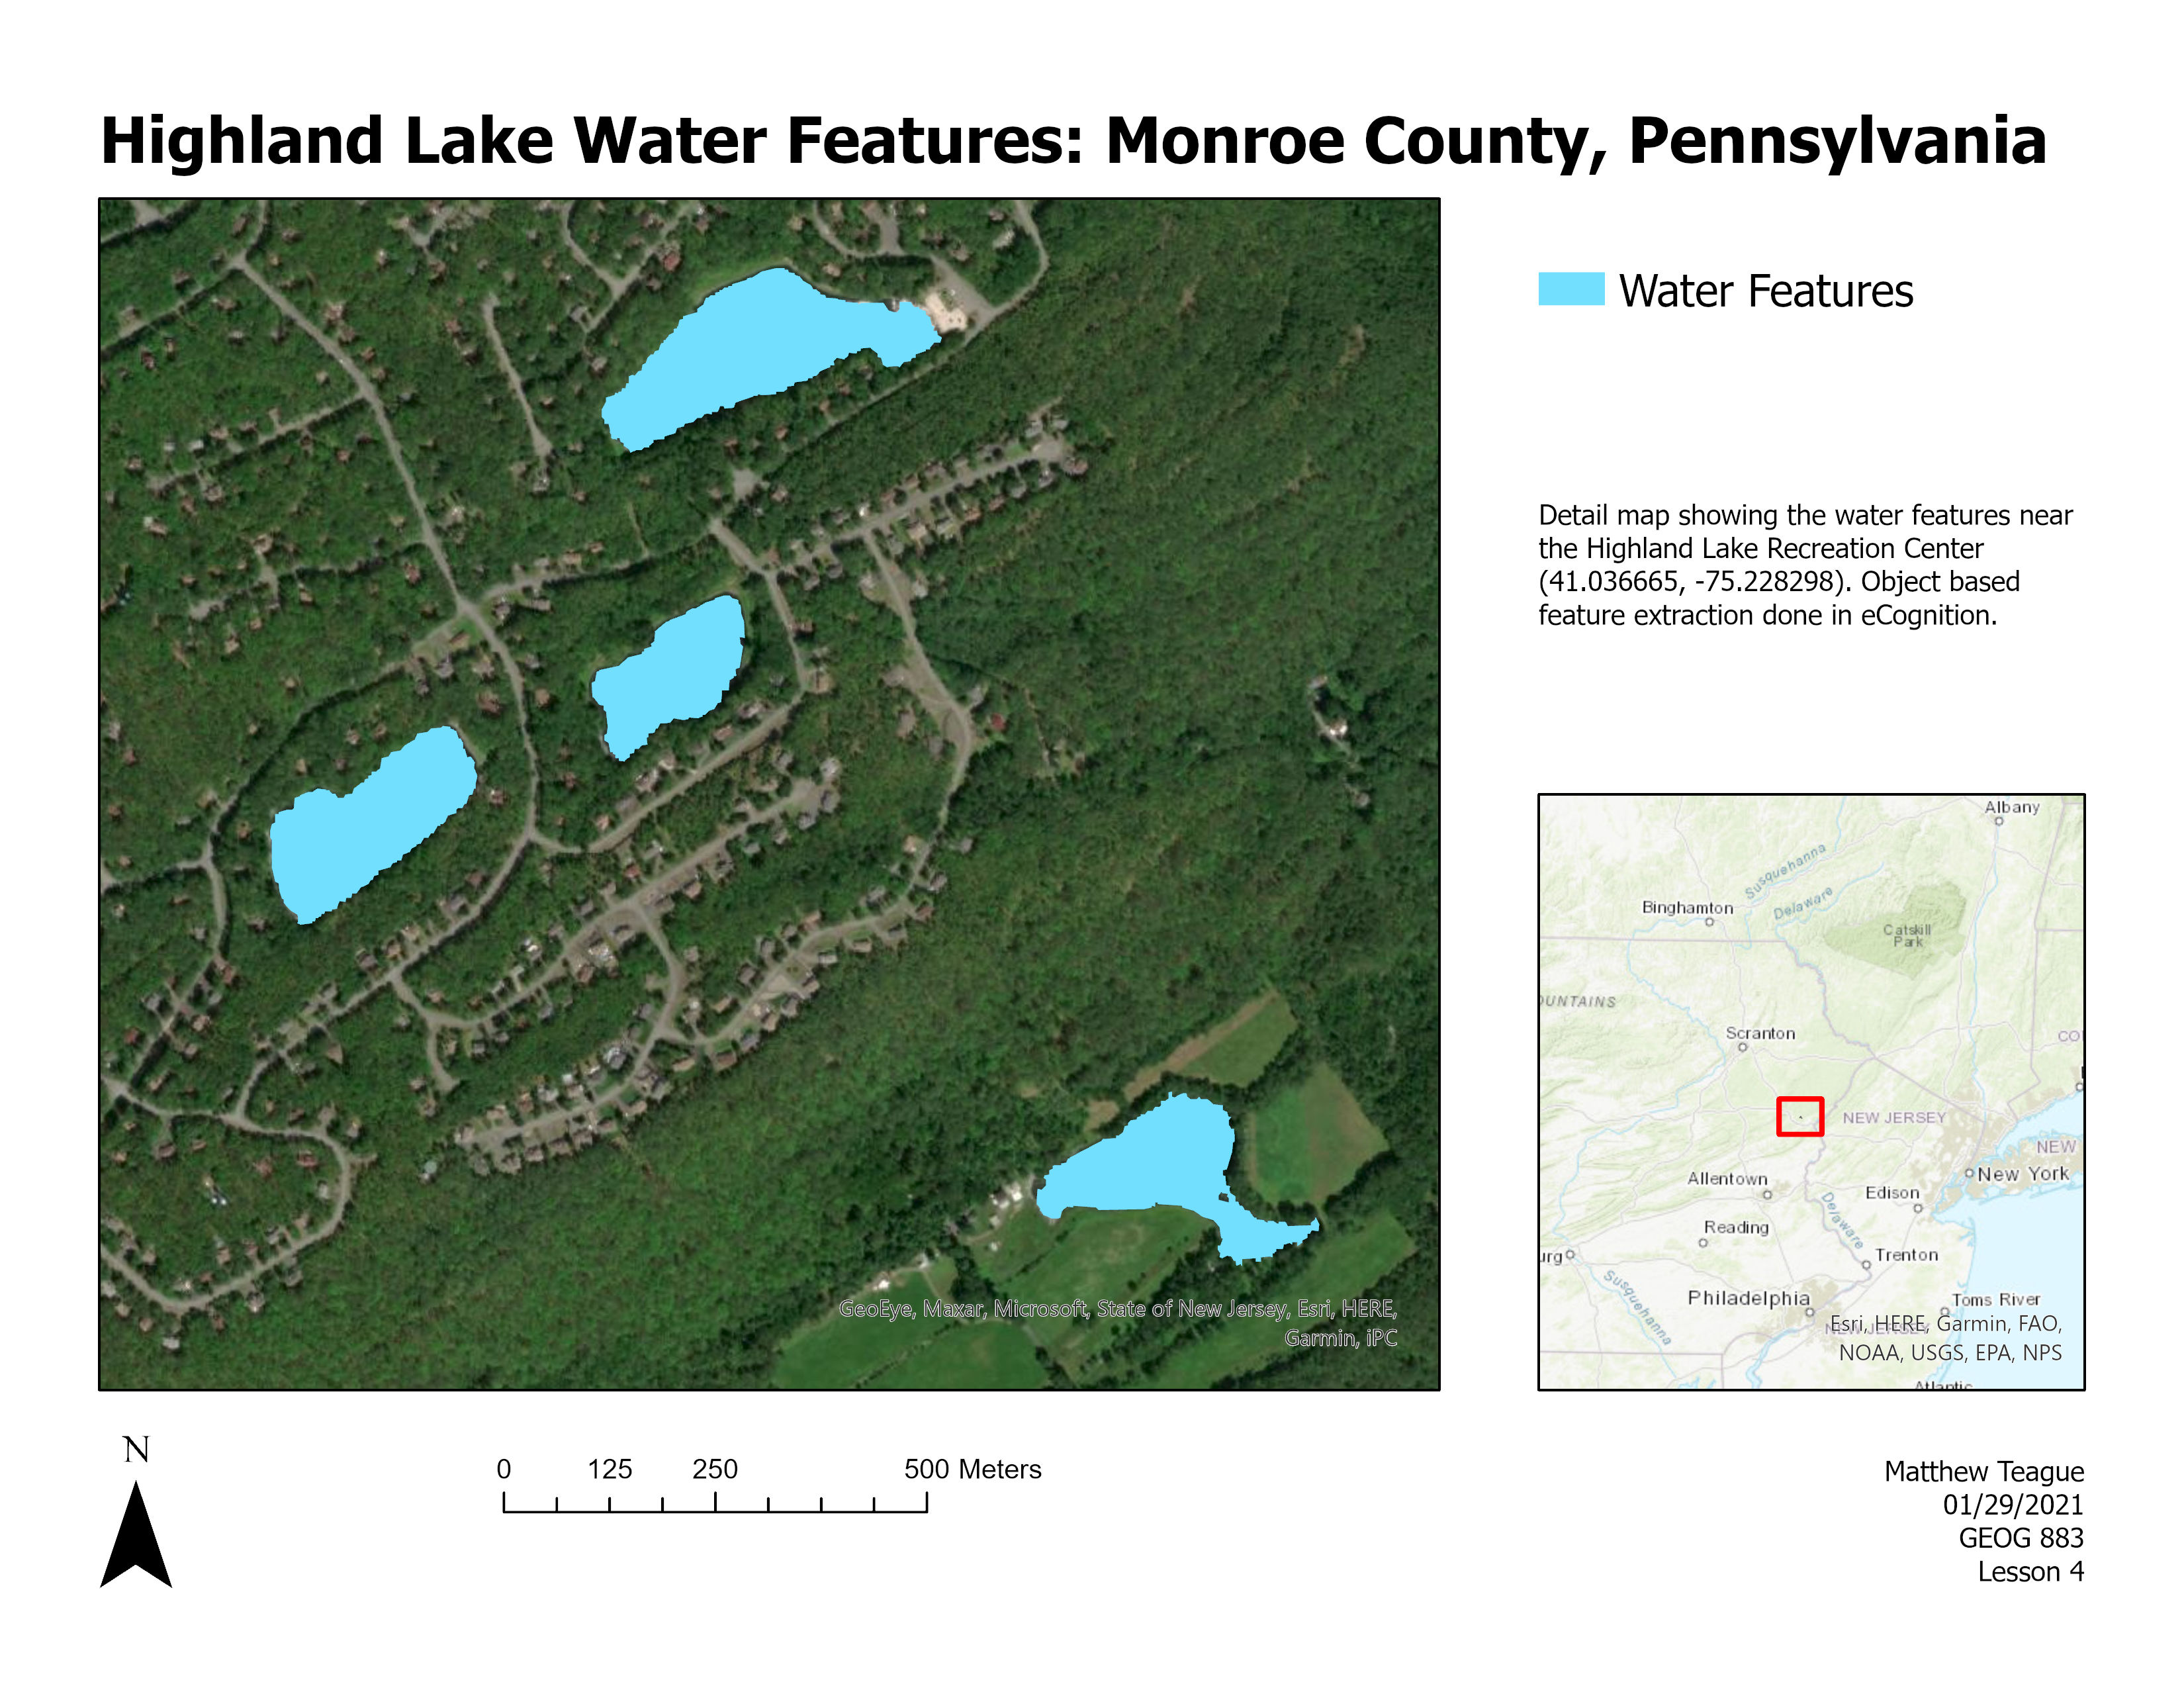 Highland Lake Water Features: Monroe County, Pennsylvania
Water Features
Detail map showing the water features near
the Highland Lake Recreation Center
(41.036665, -75.228298). Object based
feature extraction done in eCognition.
GeoEye, Maxar, Microsoft, State of New Jersey, Esri, HERE,
Garmin, iPC
Albany
Susquehanna
Delaware
Binghamton
Catskill
Park
OUNTAINS
Scranton
CO
NEW JERSEY
NEW
New York
Allentown
Edison
Delaware
Reading
Trenton
urg
Susquehanna
Philadelphia
Toms River
NEW JERSEY
Esri, HERE, Garmin, FAO,
NOAA, USGS, EPA, NPS
Atlantic
N
0 125 250 500 Meters
Matthew Teague
01/29/2021
GEOG 883
Lesson 4